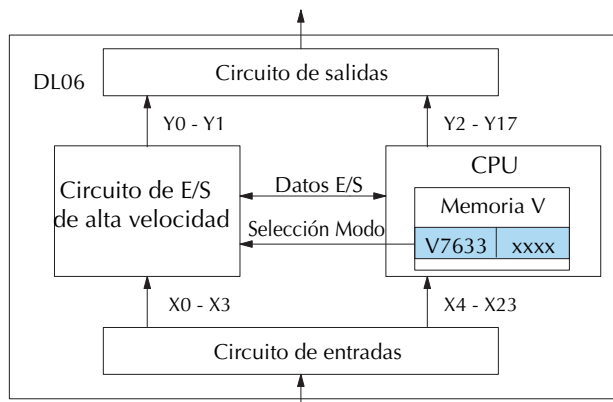 Circuito de salidas
DL06
Y0 - Y1
Y2 - Y17
Circuito de E/S
de alta velocidad
Datos E/S
Selección Modo
CPU
Memoria V
V7633 xxxx
X0 - X3
X4 - X23
Circuito de entradas